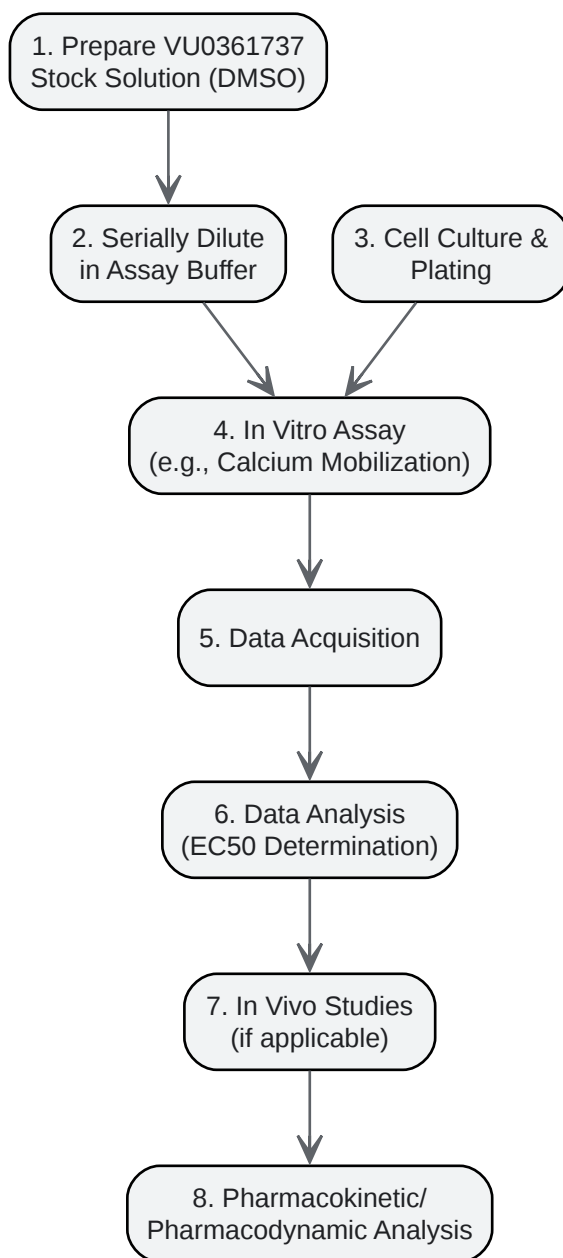 1. Prepare VU0361737
Stock Solution (DMSO)
2. Serially Dilute
in Assay Buffer
3. Cell Culture &
Plating
4. In Vitro Assay
(e.g., Calcium Mobilization)
5. Data Acquisition
6. Data Analysis
(EC50 Determination)
7. In Vivo Studies
(if applicable)
8. Pharmacokinetic/
Pharmacodynamic Analysis